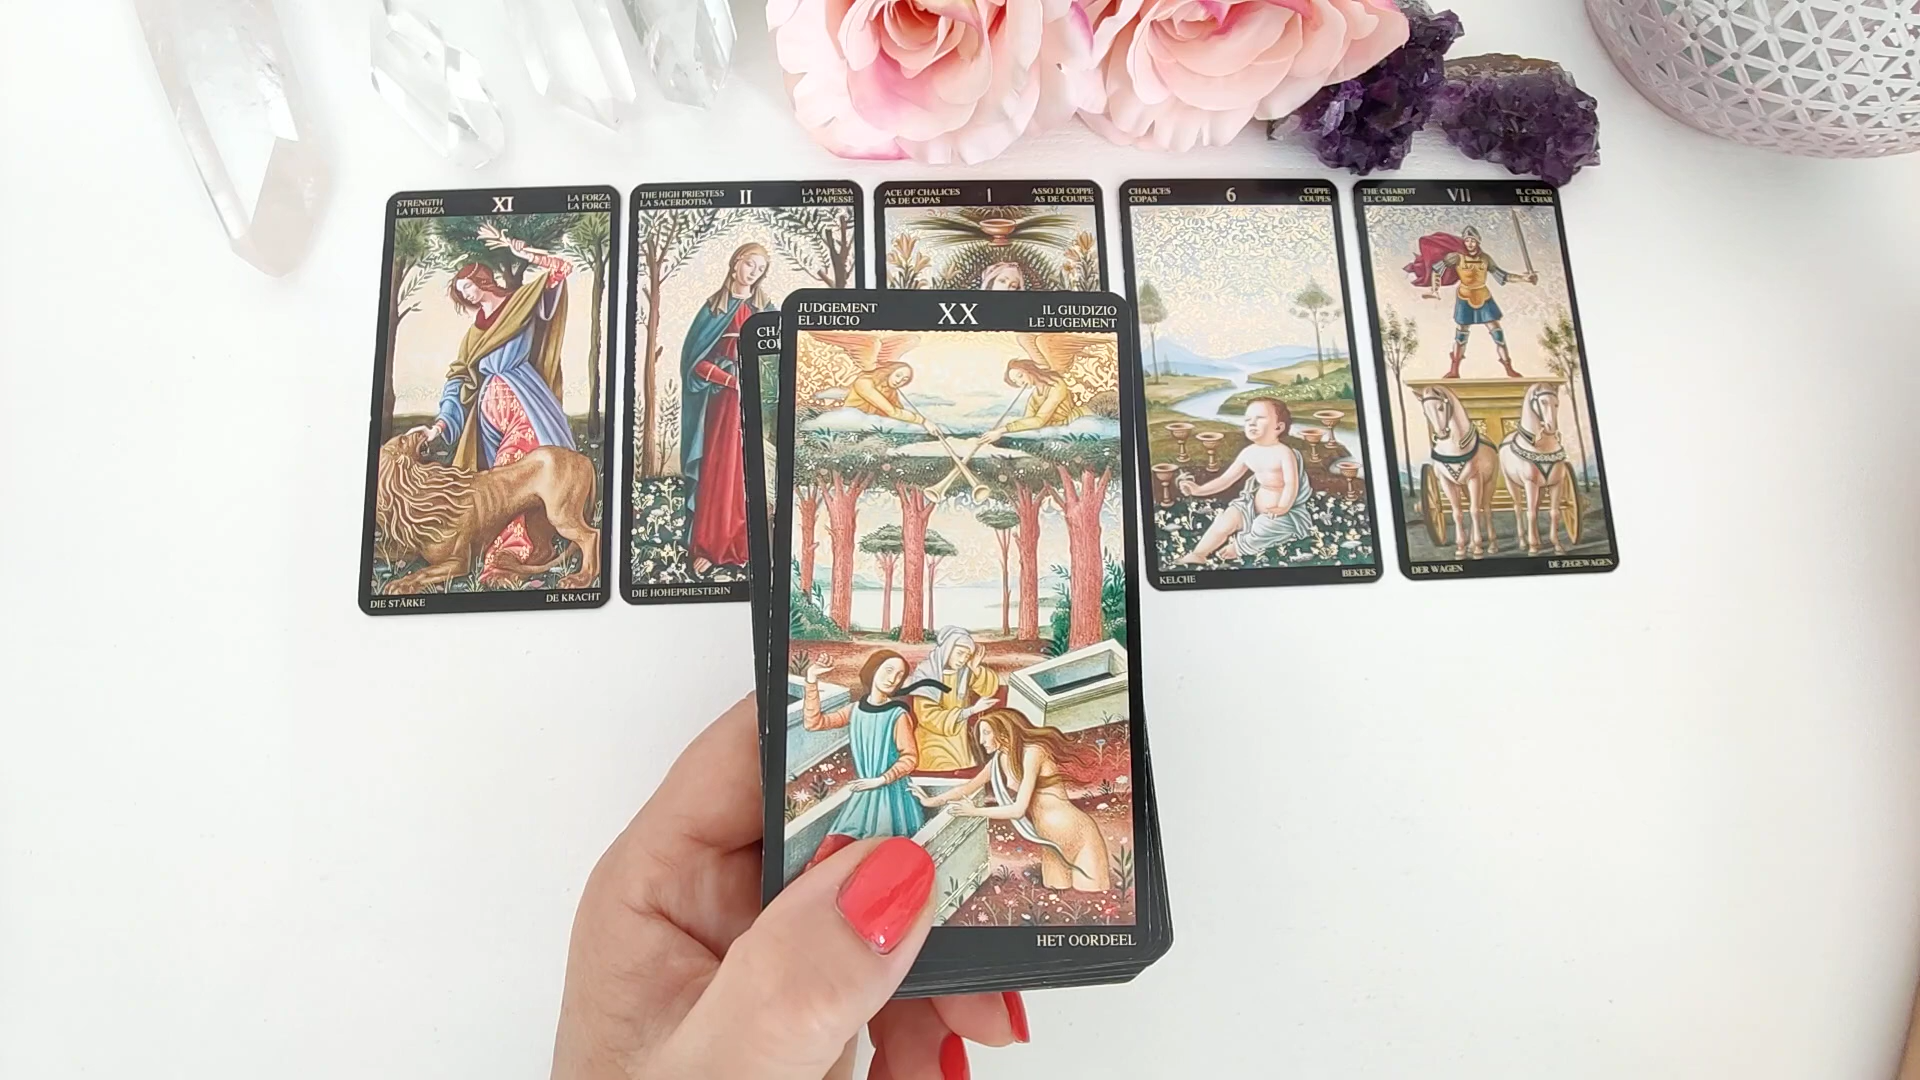 STRENGTH
LA FUERZA
XI
LA FORZA
LA FORCE
DIE STÄRKE
DE KRACHT
THE HIGH PRIESTESS
LA SACERDOTISA
II
LA PAPESSA
LA PAPESSE
DIE HOHEPRIESTERIN
ACE OF CHALICES
AS DE COPAS
I
ASSO DI COPPE
AS DE COUPES
CHALICES
COPAS
6
COPPE
COUPES
KELCHE
BEKERS
THE CHARIOT
EL CARRO
VII
IL CARRO
LE CHAR
DER WAGEN
DE ZEGEWAGEN
JUDGEMENT
EL JUICIO
XX
IL GIUDIZIO
LE JUGEMENT
HET OORDEEL